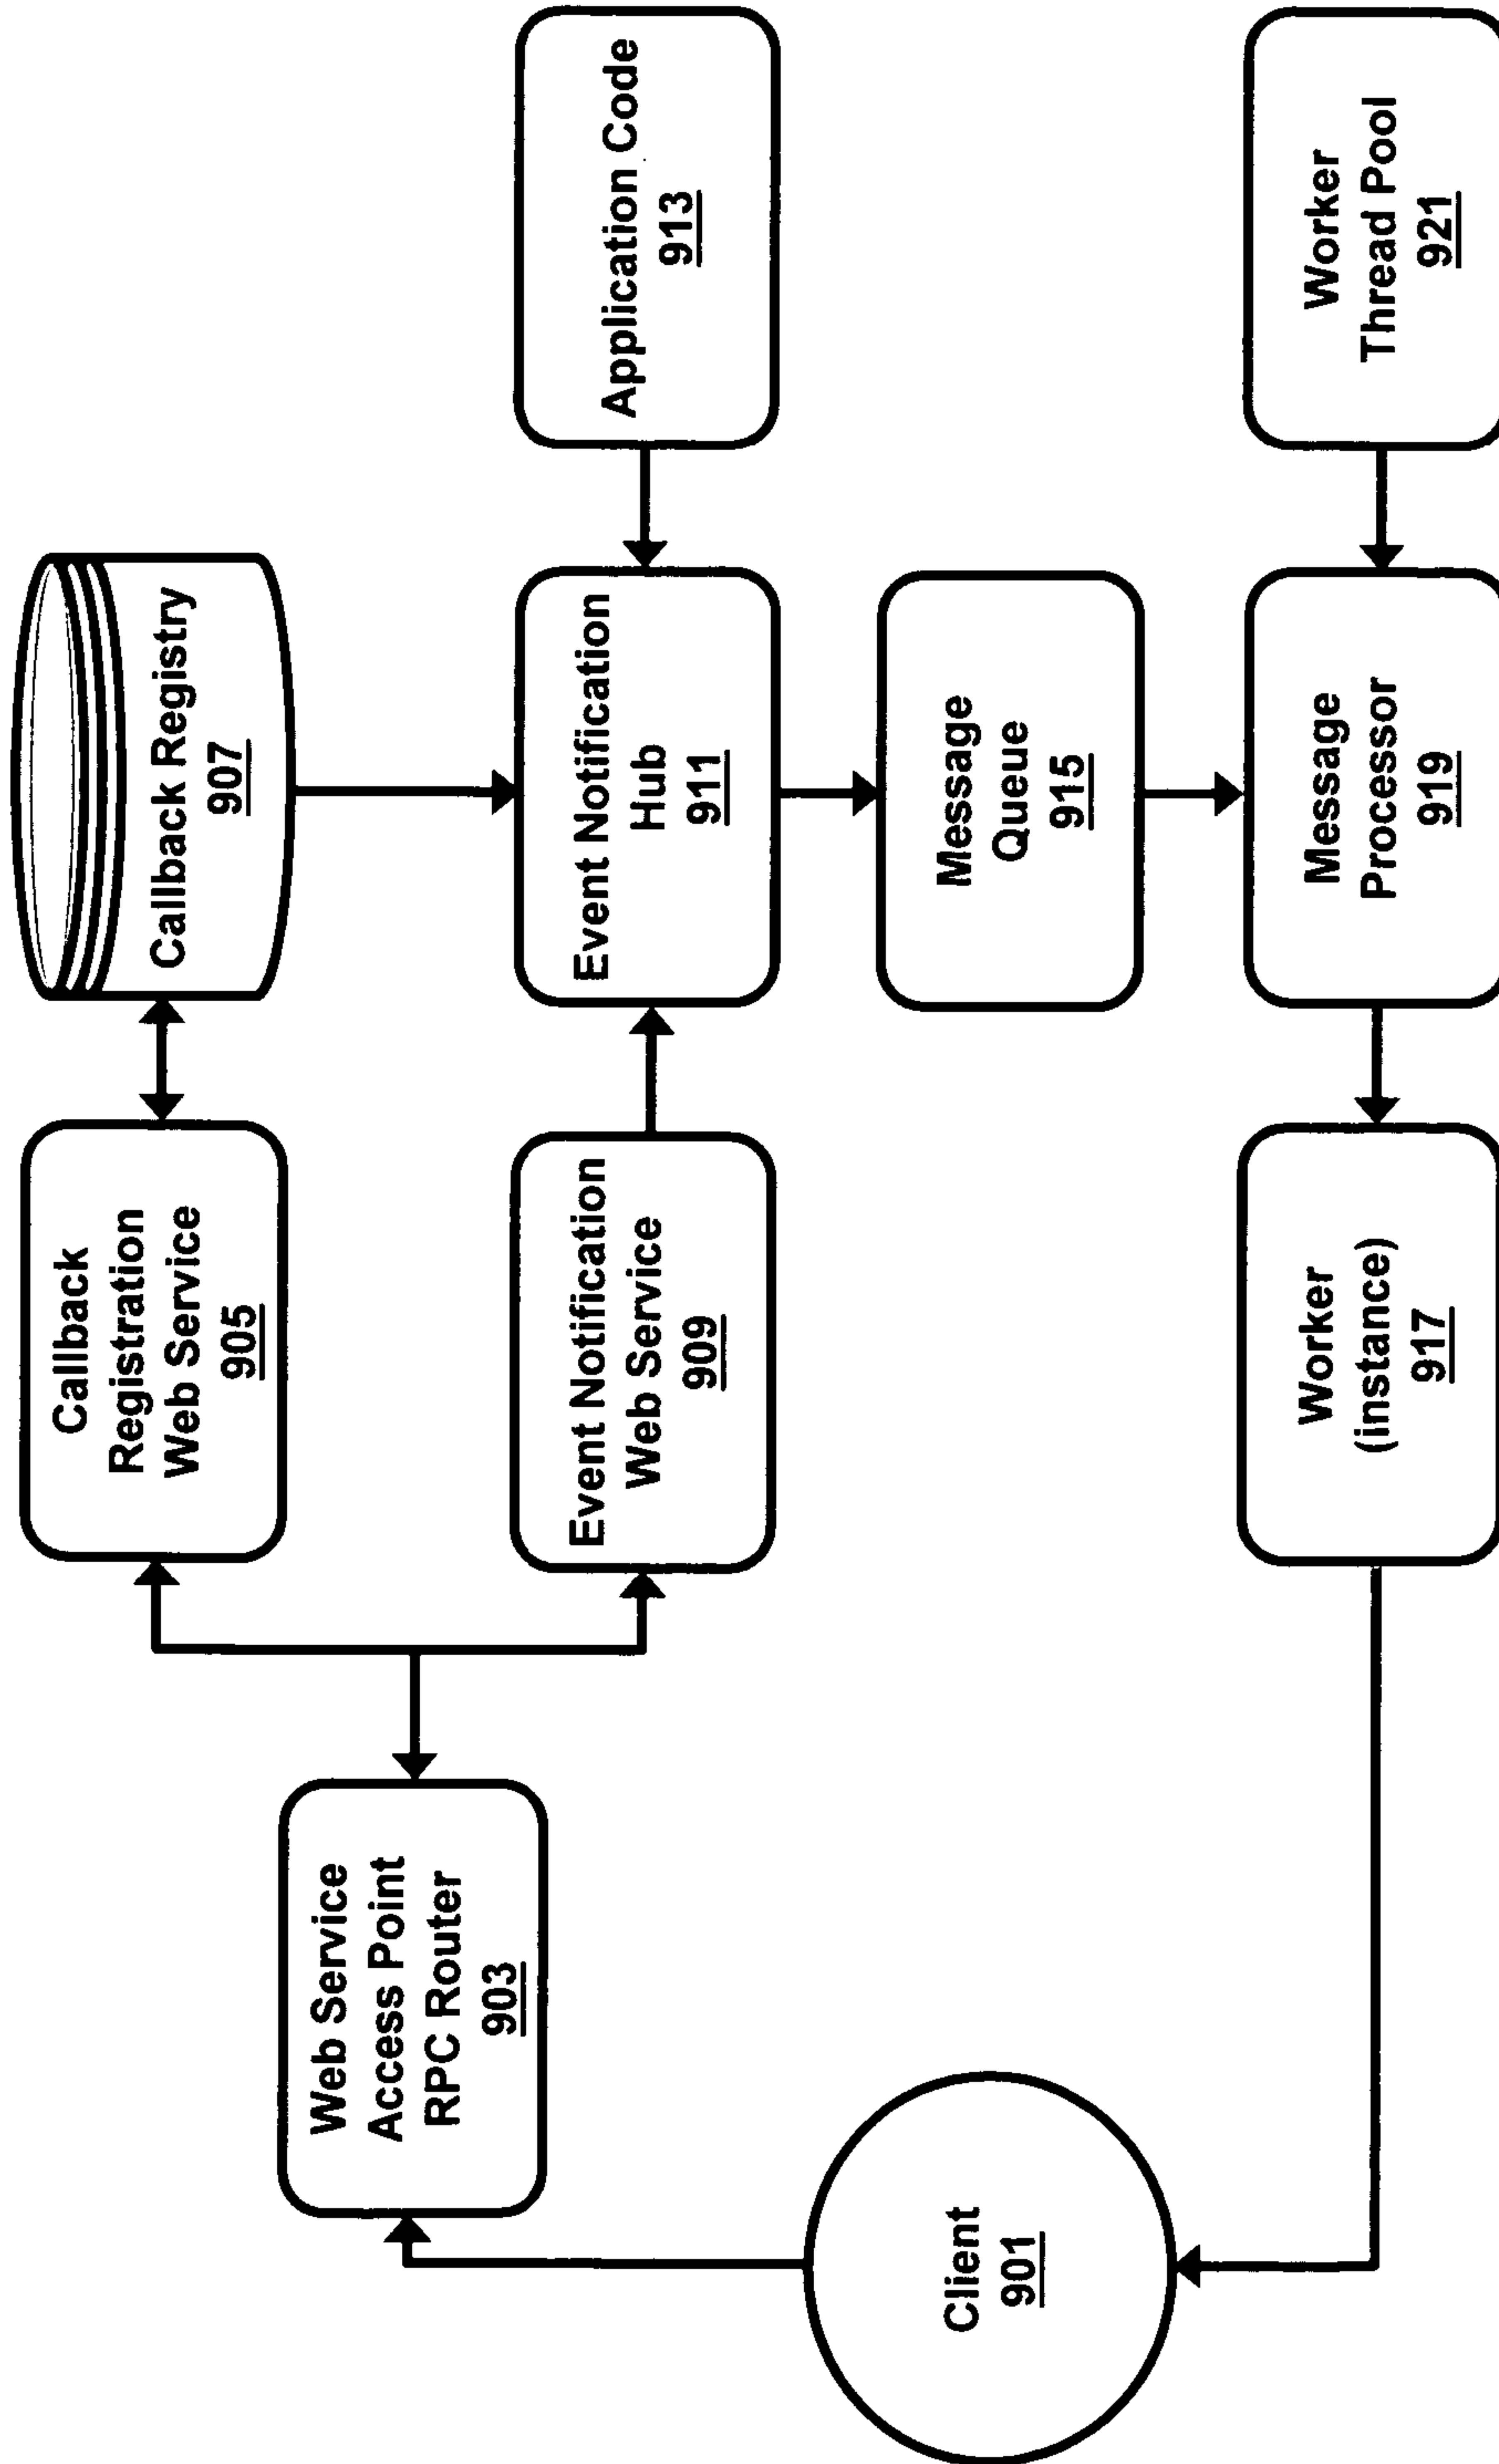 Client
901
Web Service
Access Point
RPC Router
903
Callback
Registration
Web Service
905
Callback Registry
907
Event Notification
Web Service
909
Event Notification
Hub
911
Application Code
913
Message
Queue
915
Worker
(instance)
917
Message
Processor
919
Worker
Thread Pool
921